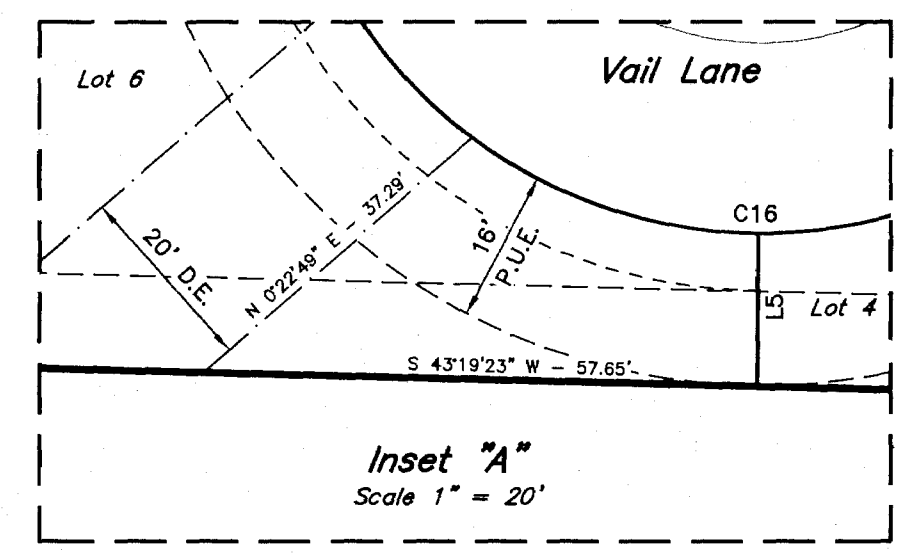 Lot 6
Vail Lane
C16
20' D.E.
N 0°22'49" E - 37.29'
16'
P.U.E.
L5
Lot 4
S 43°19'23" W - 57.65'
Inset "A"
Scale 1" = 20'